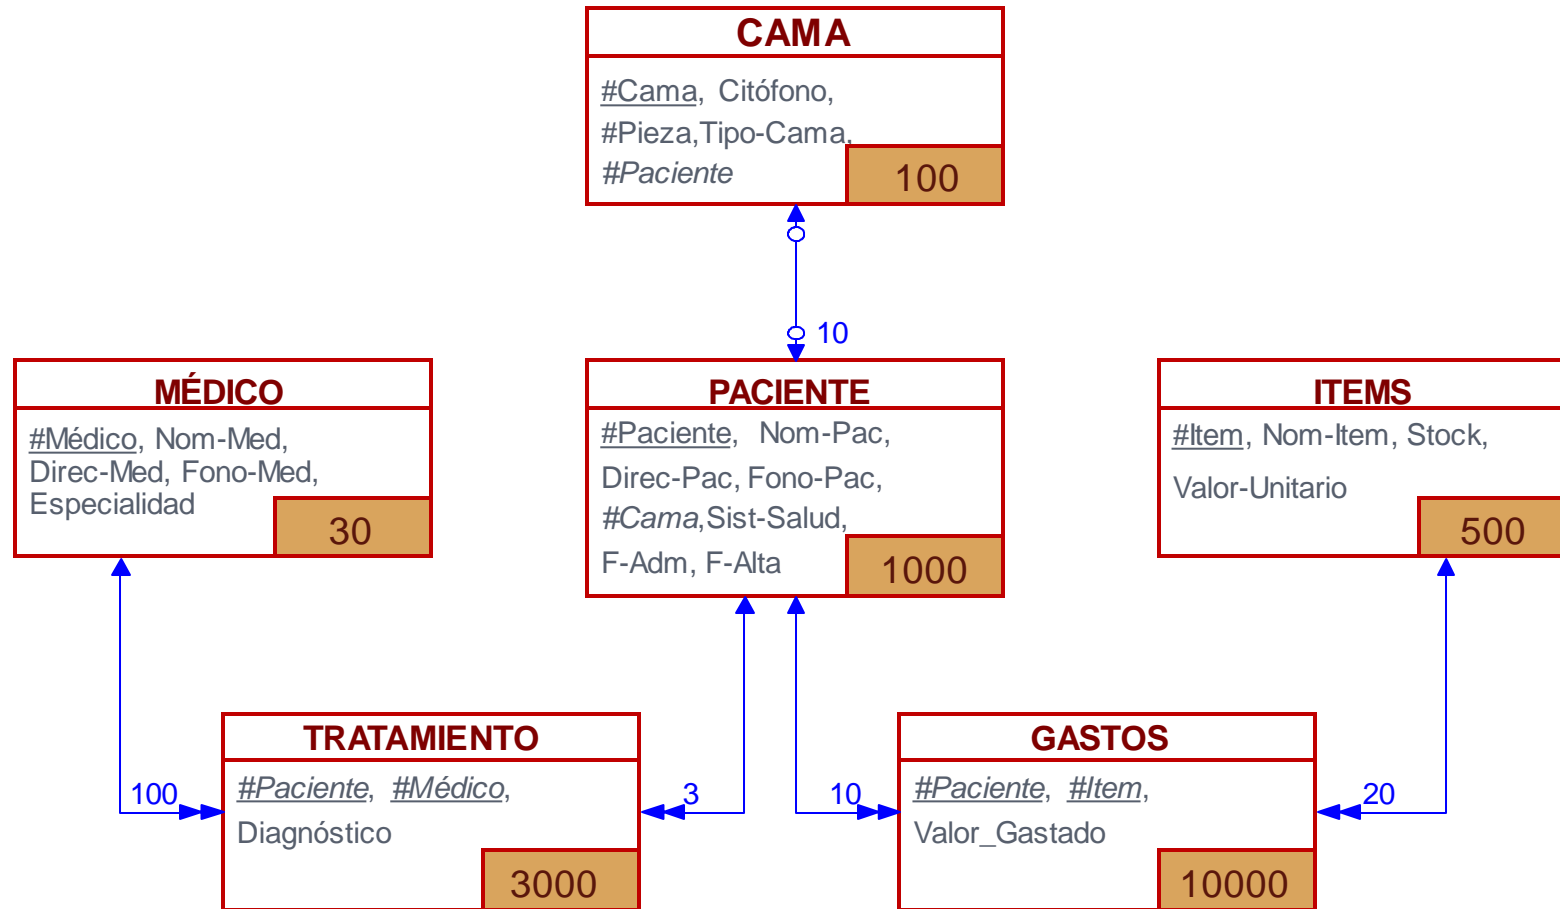 CAMA
#Cama, Citófono,
#Pieza,Tipo-Cama,
#Paciente
100
10
MÉDICO
#Médico, Nom-Med,
Direc-Med, Fono-Med,
Especialidad
30
PACIENTE
#Paciente, Nom-Pac,
Direc-Pac, Fono-Pac,
#Cama,Sist-Salud,
F-Adm, F-Alta
1000
ITEMS
#Item, Nom-Item, Stock,
Valor-Unitario
500
100
3
10
20
TRATAMIENTO
#Paciente, #Médico,
Diagnóstico
3000
GASTOS
#Paciente, #Item,
Valor_Gastado
10000